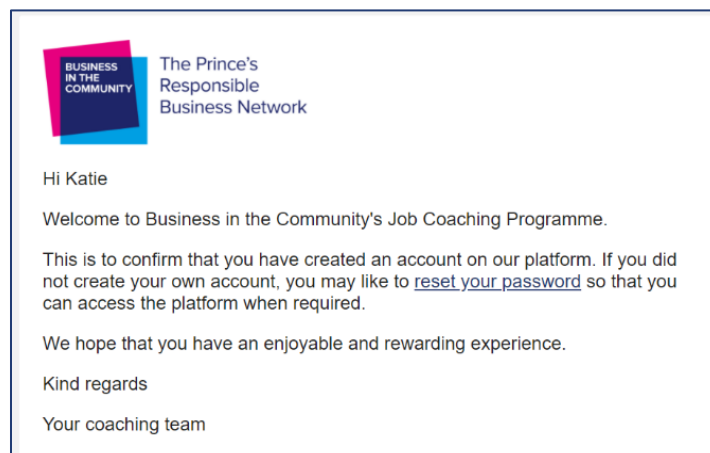 BUSINESS
IN THE
COMMUNITY
The Prince's
Responsible
Business Network
Hi Katie
Welcome to Business in the Community's Job Coaching Programme.
This is to confirm that you have created an account on our platform. If you did
not create your own account, you may like to reset your password so that you
can access the platform when required.
We hope that you have an enjoyable and rewarding experience.
Kind regards
Your coaching team